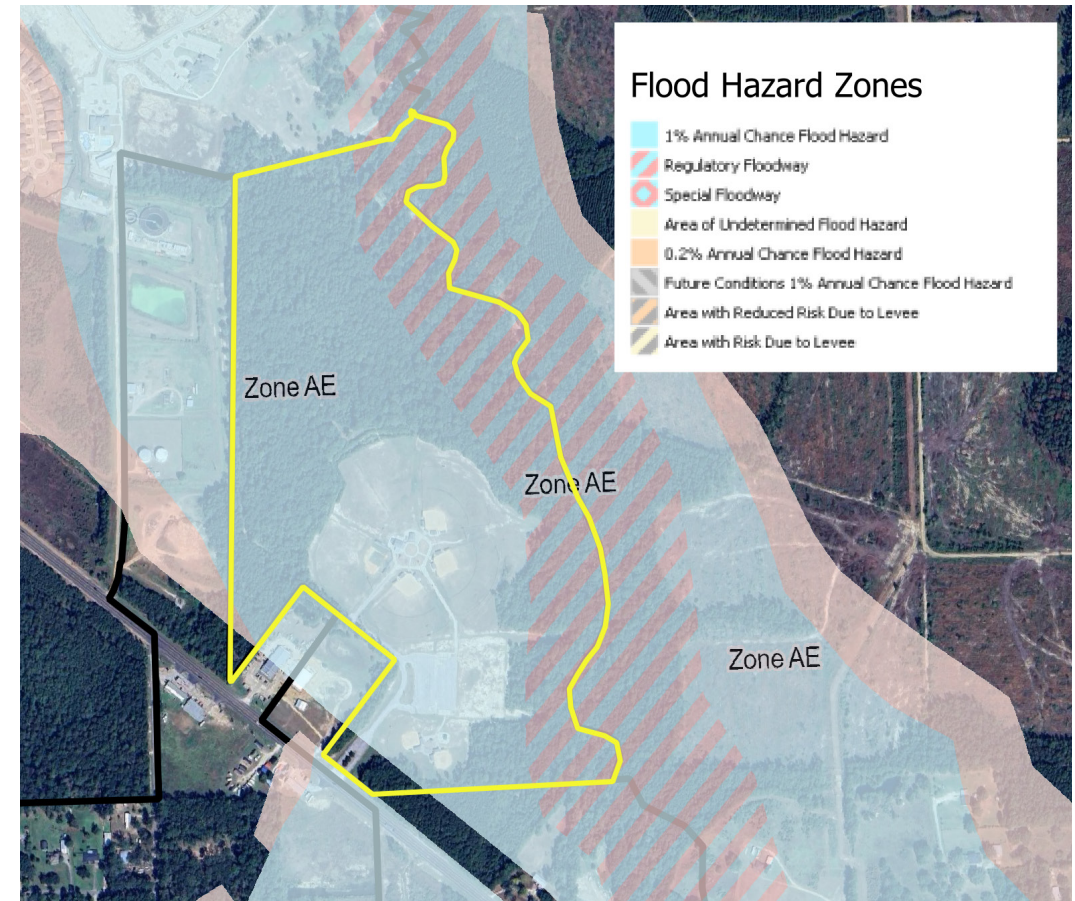 Flood Hazard Zones
1% Annual Chance Flood Hazard
Regulatory Floodway
Special Floodway
Area of Undetermined Flood Hazard
0.2% Annual Chance Flood Hazard
Future Conditions 1% Annual Chance Flood Hazard
Area with Reduced Risk Due to Levee
Area with Risk Due to Levee
Zone AE
Zone AE
Zone AE